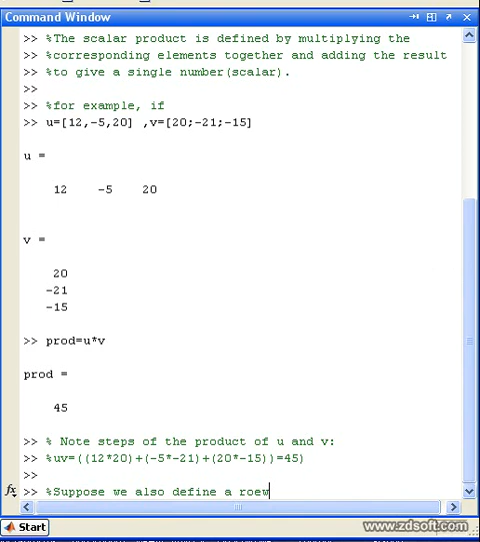 Command Window
>> %The scalar product is defined by multiplying the
>> %corresponding elements together and adding the result
>> %to give a single number(scalar).
>>
>> %for example, if
>> u=[12,-5,20] ,v=[20;-21;-15]
u =
12 -5 20
v =
20
-21
-15
>> prod=u*v
prod =
45
>> % Note steps of the product of u and v:
>> %uv=((12*20)+(-5*-21)+(20*-15))=45)
>>
fx >> %Suppose we also define a roew
Start
www.zdsoft.com